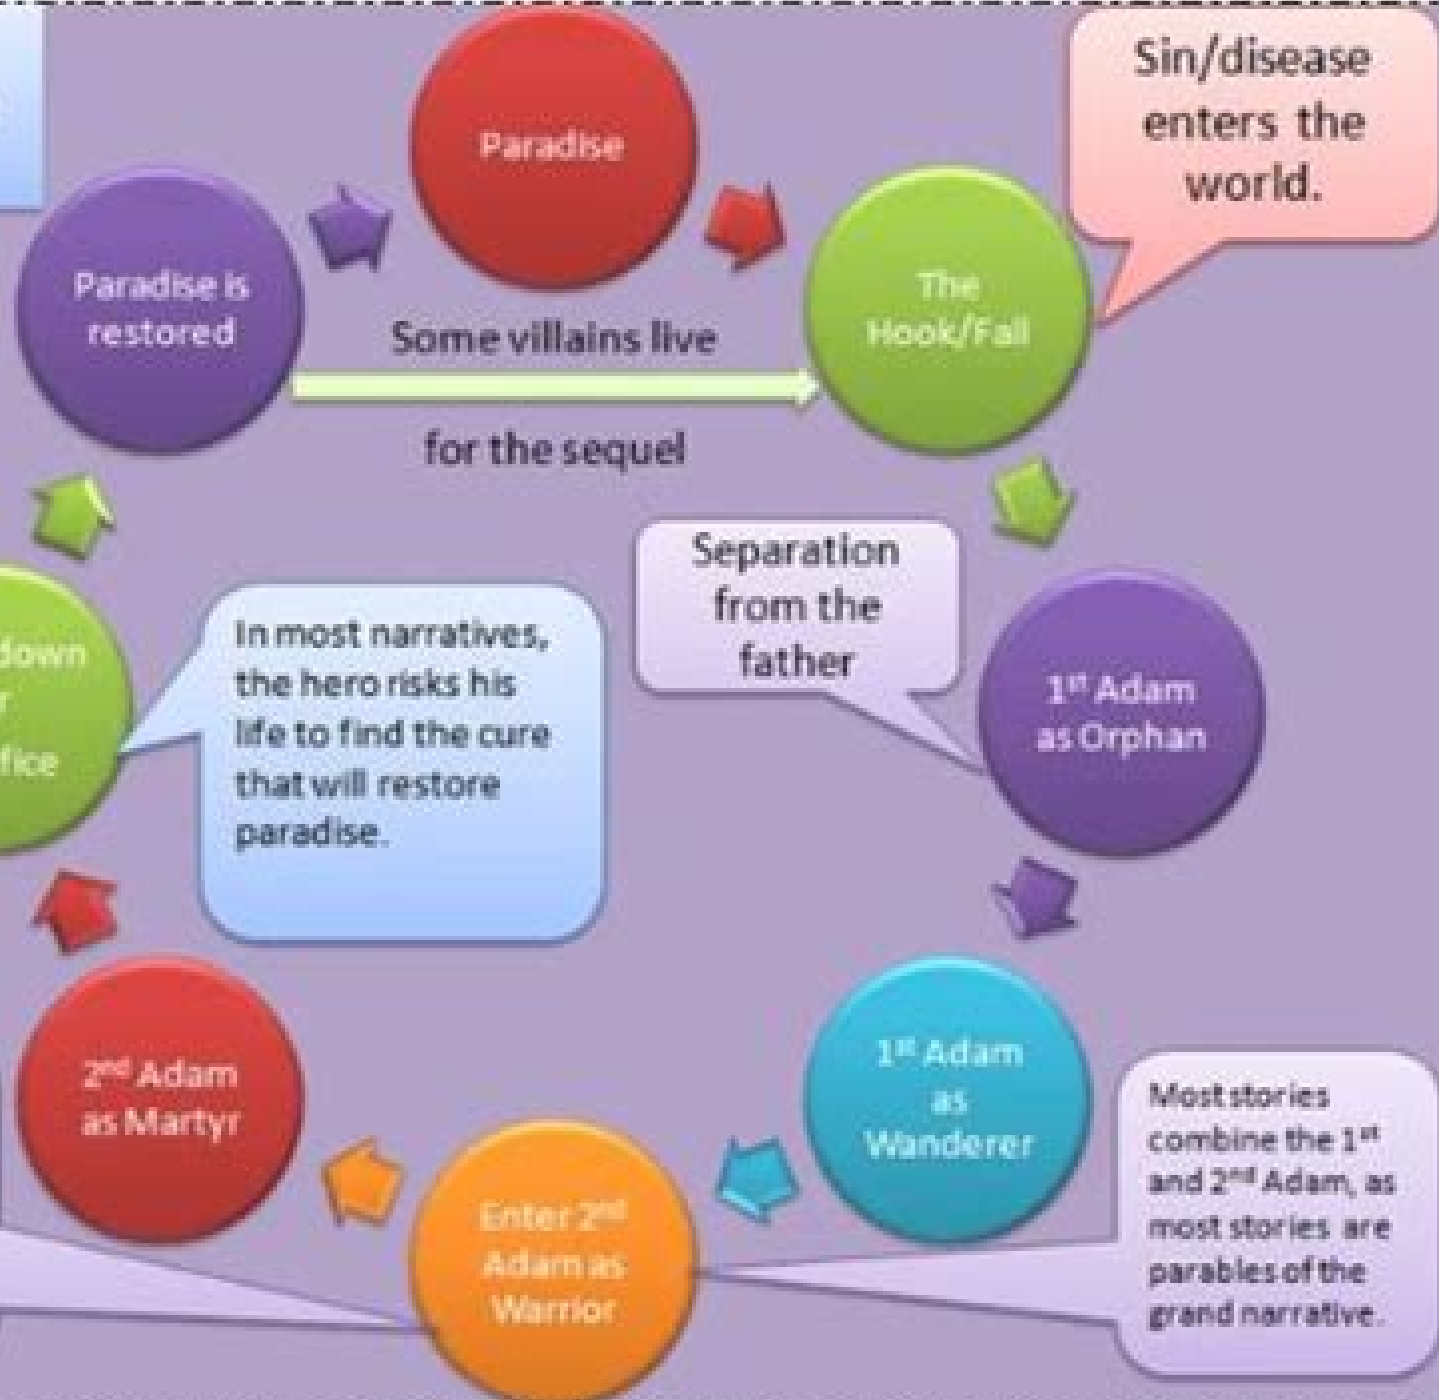 Paradise
Sin/disease
enters the
world.
Paradise is
restored
The
Hook/Fall
Some villains live
for the sequel
Separation
from the
father
1st Adam
as Orphan
down
r
fice
In most narratives,
the hero risks his
life to find the cure
that will restore
paradise.
1st Adam
as
Wanderer
2nd Adam
as Martyr
Enter 2nd
Adam as
Warrior
Most stories
combine the 1st
and 2nd Adam, as
most stories are
parables of the
grand narrative.